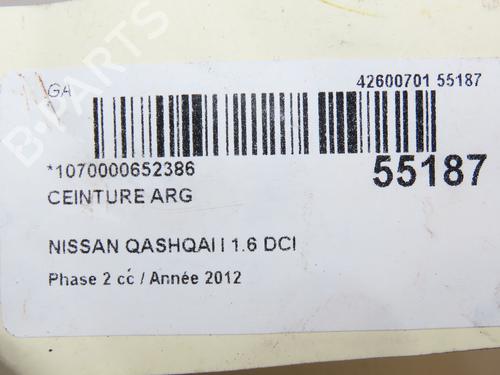 GA
42600701 55187
*1070000652386
55187
CEINTURE ARG
NISSAN QASHQAI I 1.6 DCI
Phase 2 cc / Année 2012
B-PARTS